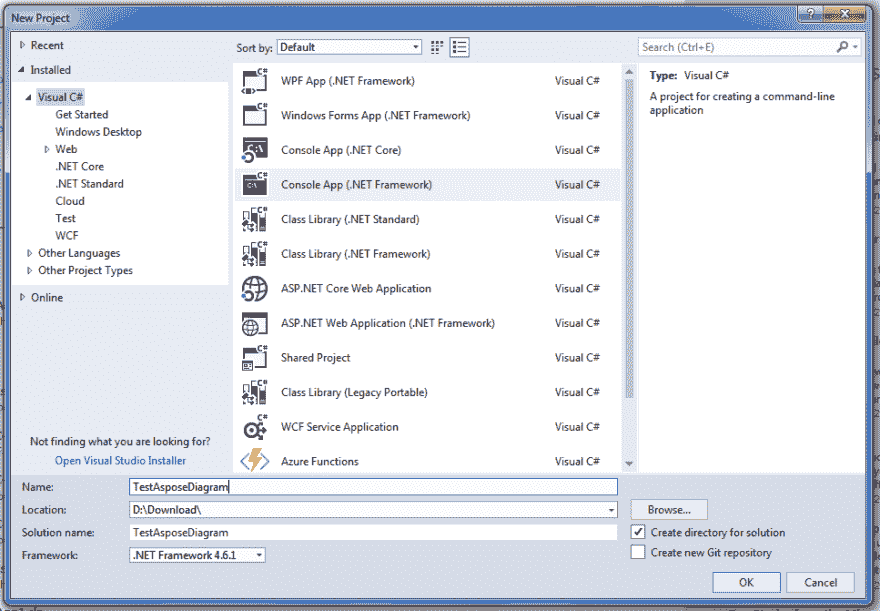 New Project
Recent
Installed
Visual C#
Get Started
Windows Desktop
Web
.NET Core
.NET Standard
Cloud
Test
WCF
Other Languages
Other Project Types
Online
Not finding what you are looking for?
Open Visual Studio Installer
Sort by: Default
WPF App (.NET Framework) Visual C#
Windows Forms App (.NET Framework) Visual C#
Console App (.NET Core) Visual C#
Console App (.NET Framework) Visual C#
Class Library (.NET Standard) Visual C#
Class Library (.NET Framework) Visual C#
ASP.NET Core Web Application Visual C#
ASP.NET Web Application (.NET Framework) Visual C#
Shared Project Visual C#
Class Library (Legacy Portable) Visual C#
WCF Service Application Visual C#
Azure Functions Visual C#
Search (Ctrl+E)
Type: Visual C#
A project for creating a command-line
application
Name: TestAsposeDiagram
Location: D:\Download\
Browse...
Solution name: TestAsposeDiagram
Create directory for solution
Framework: .NET Framework 4.6.1
Create new Git repository
OK Cancel